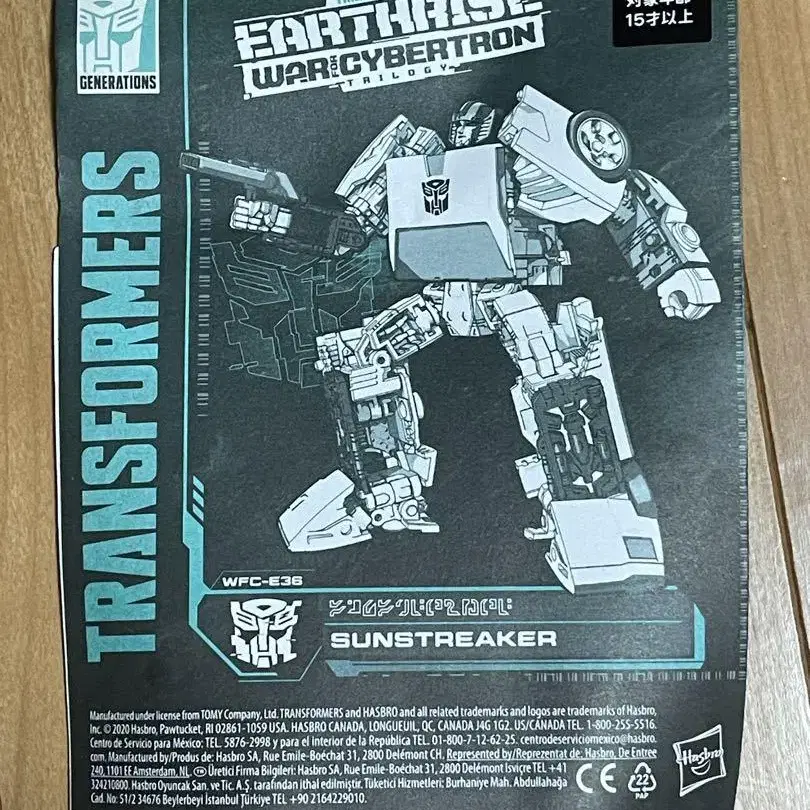 GENERATIONS
EARTHRISE
WAR FOR CYBERTRON
TRILOGY
15才以上
TRANSFORMERS
WFC-E36
SUNSTREAKER
Manufactured under license from TOMY Company, Ltd. TRANSFORMERS and HASBRO and all related trademarks and logos are trademarks of Hasbro,
Inc. © 2020 Hasbro, Pawtucket, RI 02861-1059 USA. HASBRO CANADA, LONGUEUIL, QC, CANADA J4G 1G2. US/CANADA TEL. 1-800-255-5516.
Centro de Servicio para México: TEL. 5876-2998 y para el interior de la República TEL. 01-800-7-12-62-25. centrodeserviciomexico@hasbro.
com. Manufactured by/Produs de: Hasbro SA, Rue Emile-Boéchat 31, 2800 Delémont CH. Represented by/Reprezentat de: Hasbro, De Entree
240, 1101 EE Amsterdam, NL. TR Üretici Firma Bilgileri: Hasbro SA, Rue Emile-Boéchat 31, 2800 Delémont İsviçre TEL +41
324210800. Hasbro Oyuncak San. ve Tic. A.Ş. tarafından ithal edilmiştir. Tüketici Hizmetleri: Burhaniye Mah. Abdullahağa
Cad. No: 51/2 34676 Beylerbeyi İstanbul Türkiye TEL +90 2164229010.
CE
22
PAP
Hasbro